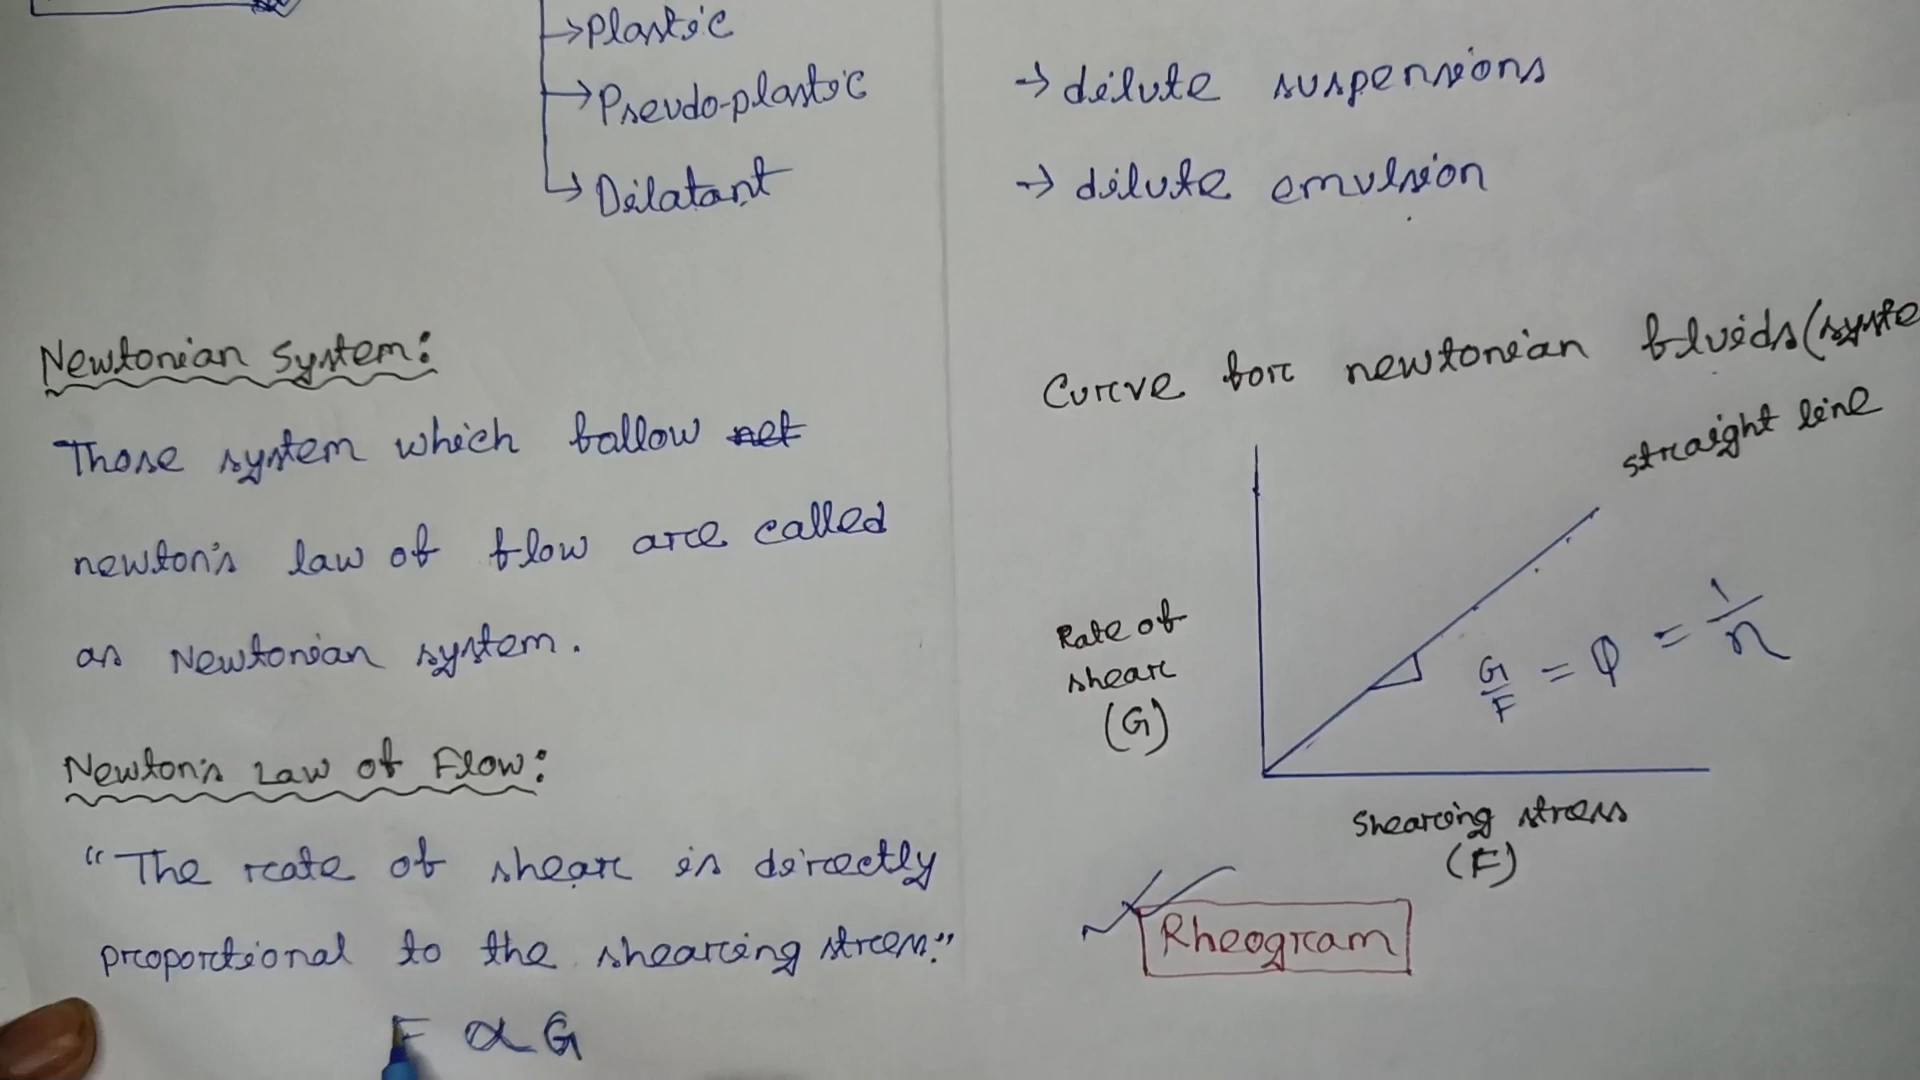 →Plastic
→Pseudo-plastic
→Dilatant
→ dilute suspensions
→ dilute emulsion
Newtonian System:
Those system which follow
newton's law of flow are called
as Newtonian system.
Newton's Law of Flow:
"The rate of shear is directly
proportional to the shearing stress."
F ∝ G
Curve for newtonian fluids (syste
straight line
Rate of
shear
(G)
G/F = φ = 1/η
Shearing stress
(F)
Rheogram